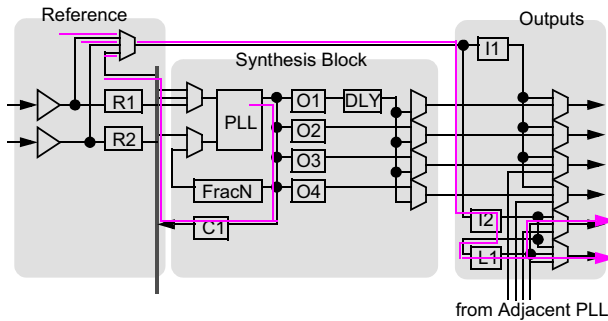 Reference
Outputs
Synthesis Block
I1
R1
O1
DLY
PLL
O2
R2
O3
FracN
O4
C1
I2
L1
from Adjacent PLL